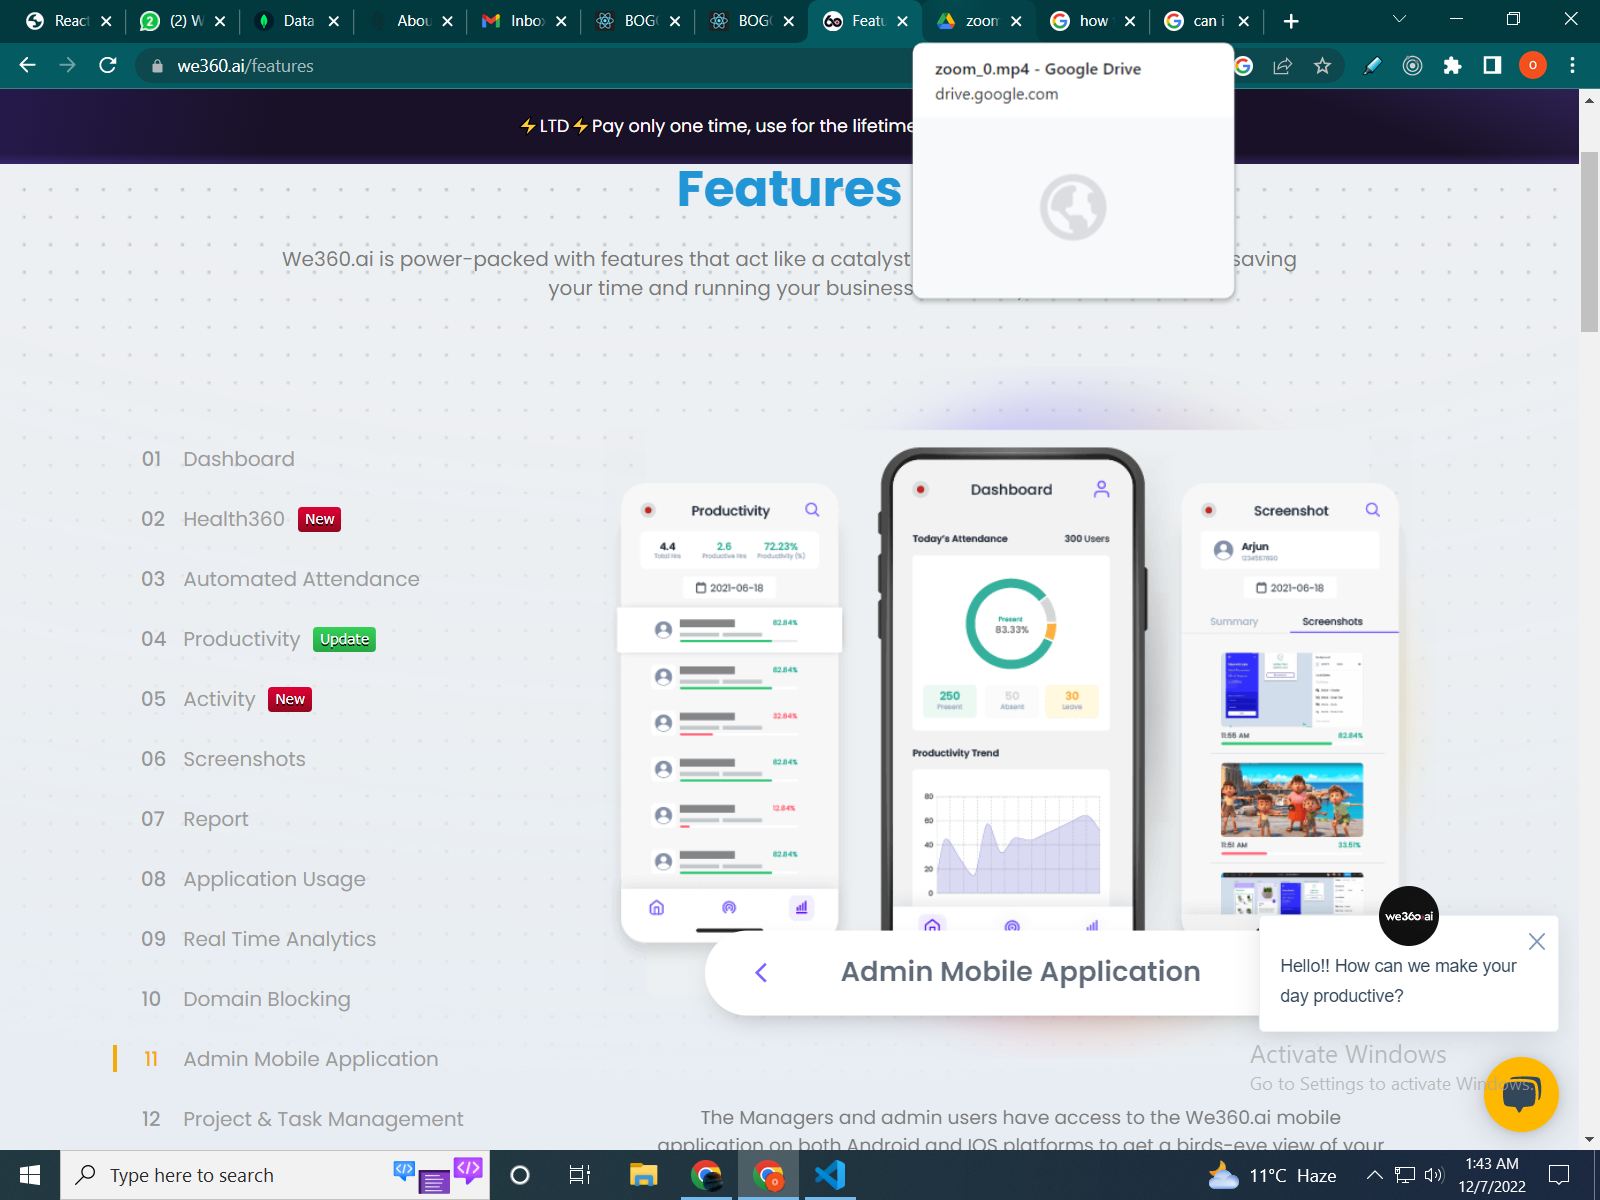 React
(2) W
Data
Abou
Inbo
BOG
BOG
Featu
zoom
how
can i
we360.ai/features
zoom_0.mp4 - Google Drive
drive.google.com
⚡LTD⚡Pay only one time, use for the lifetime
Features
We360.ai is power-packed with features that act like a catalyst saving
your time and running your business
01 Dashboard
02 Health360 New
03 Automated Attendance
04 Productivity Update
05 Activity New
06 Screenshots
07 Report
08 Application Usage
09 Real Time Analytics
10 Domain Blocking
11 Admin Mobile Application
12 Project & Task Management
Productivity
4.4 2.6 72.23%
Total Hrs Productive Hrs Productivity (%)
2021-06-18
82.84%
82.84%
32.84%
82.84%
12.84%
82.84%
Dashboard
Today's Attendance 300 Users
Present
83.33%
250 50 30
Present Absent Leave
Productivity Trend
80
60
40
20
0
Screenshot
Arjun
1234567890
2021-06-18
Summary Screenshots
11:56 AM 82.84%
11:51 AM 33.51%
Admin Mobile Application
The Managers and admin users have access to the We360.ai mobile
application on both Android and IOS platforms to get a birds-eye view of your
we360.ai
Hello!! How can we make your
day productive?
Activate Windows
Go to Settings to activate Windows.
Type here to search
11°C Haze
1:43 AM
12/7/2022